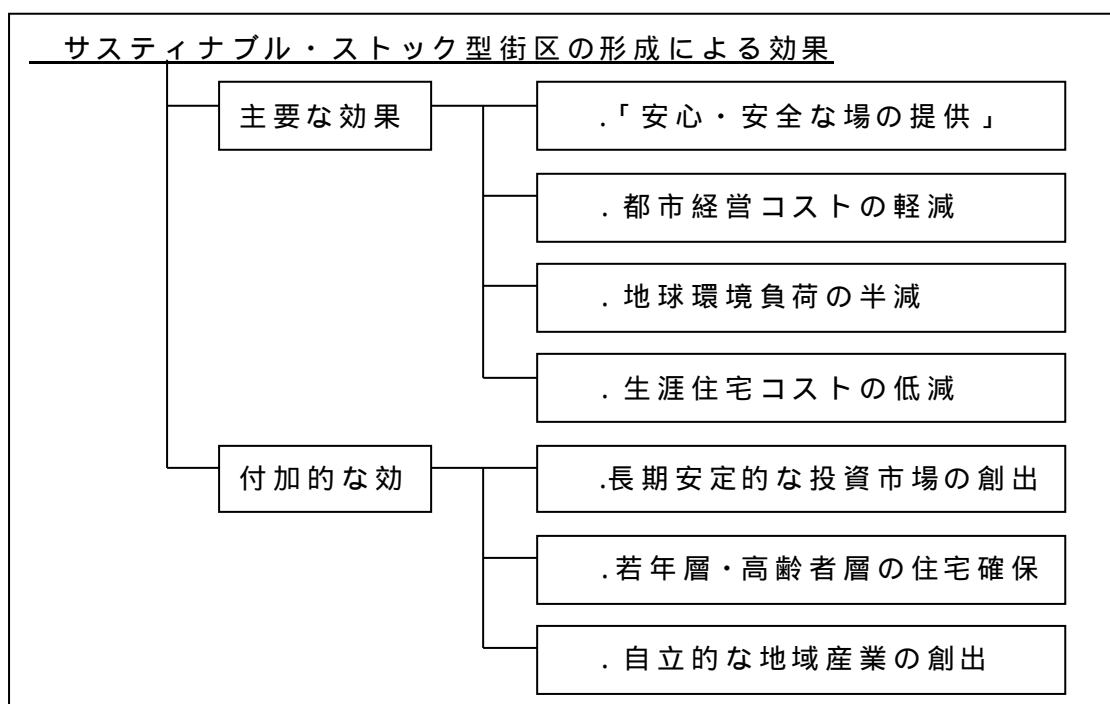 サスティナブル・ストック型街区の形成による効果
主要な効果
.「安心・安全な場の提供」
.都市経営コストの軽減
.地球環境負荷の半減
.生涯住宅コストの低減
付加的な効
.長期安定的な投資市場の創出
.若年層・高齢者層の住宅確保
.自立的な地域産業の創出